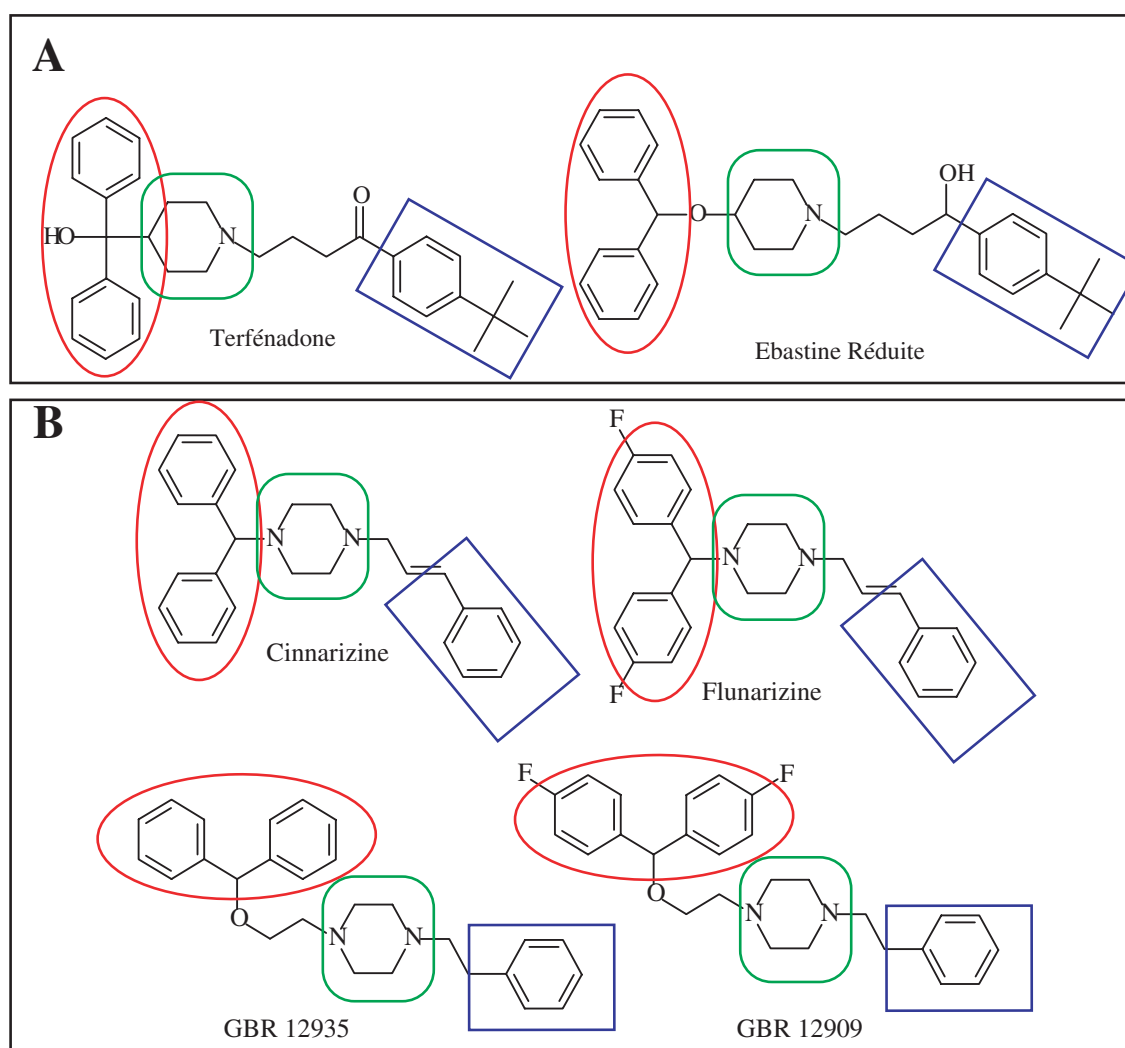 A
HO
N
O
Terfénadone
O
N
OH
Ebastine Réduite
B
N
N
Cinnarizine
F
F
N
N
Flunarizine
O
N
N
GBR 12935
F
F
O
N
N
GBR 12909